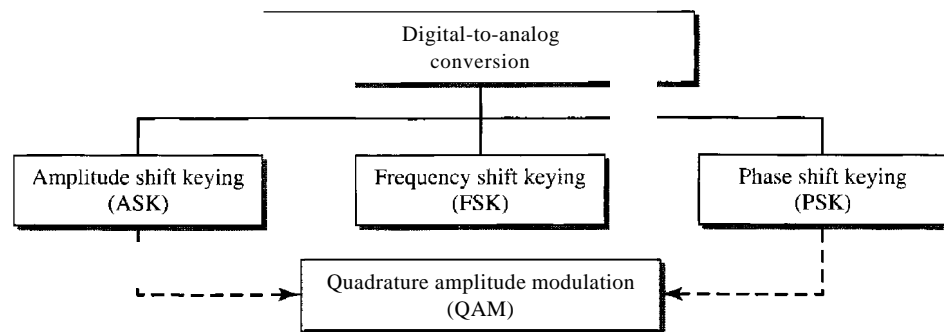 Digital-to-analog
conversion
Amplitude shift keying
(ASK)
Frequency shift keying
(FSK)
Phase shift keying
(PSK)
Quadrature amplitude modulation
(QAM)